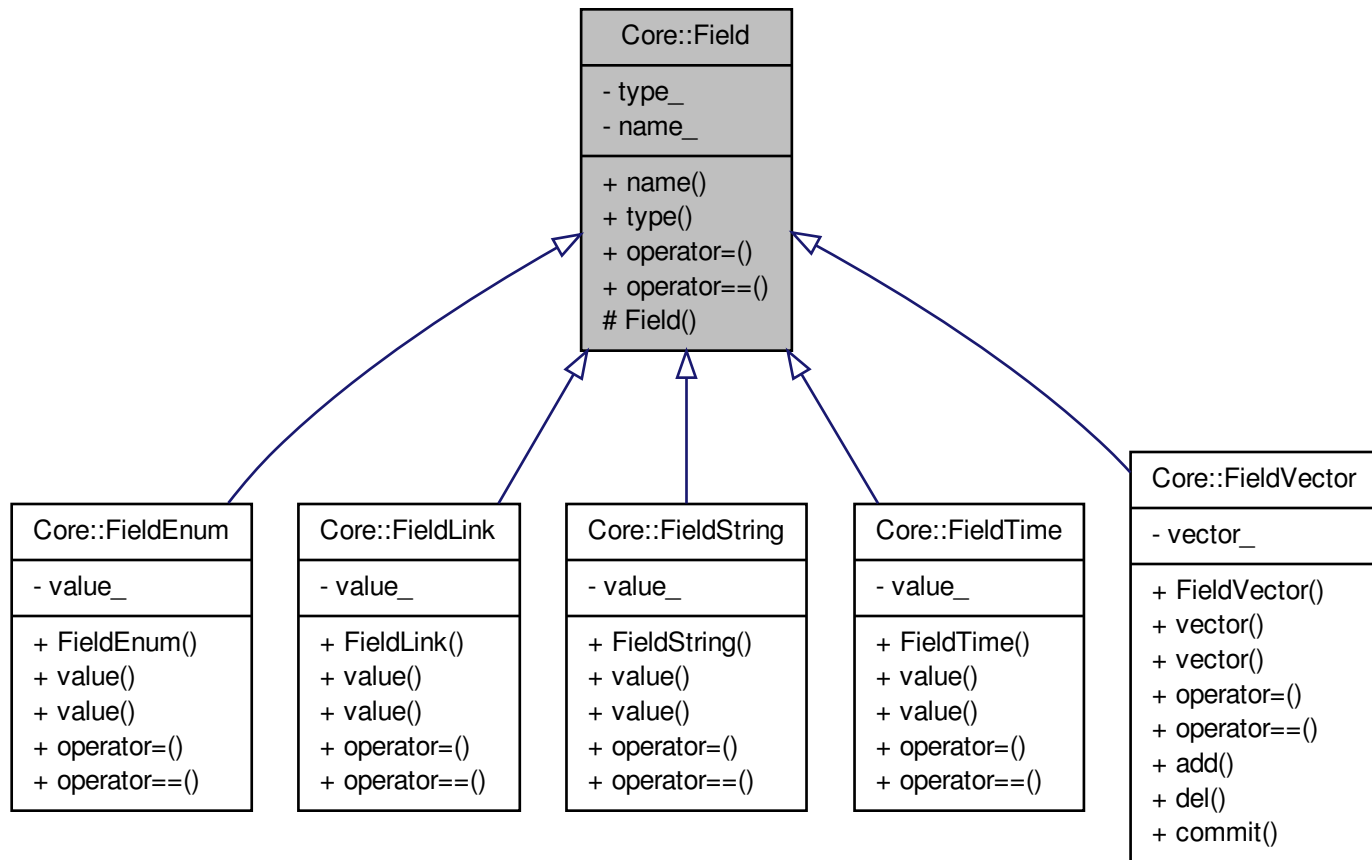 Core::Field
- type_
- name_
+ name()
+ type()
+ operator=()
+ operator==()
# Field()
Core::FieldEnum
- value_
+ FieldEnum()
+ value()
+ value()
+ operator=()
+ operator==()
Core::FieldLink
- value_
+ FieldLink()
+ value()
+ value()
+ operator=()
+ operator==()
Core::FieldString
- value_
+ FieldString()
+ value()
+ value()
+ operator=()
+ operator==()
Core::FieldTime
- value_
+ FieldTime()
+ value()
+ value()
+ operator=()
+ operator==()
Core::FieldVector
- vector_
+ FieldVector()
+ vector()
+ vector()
+ operator=()
+ operator==()
+ add()
+ del()
+ commit()